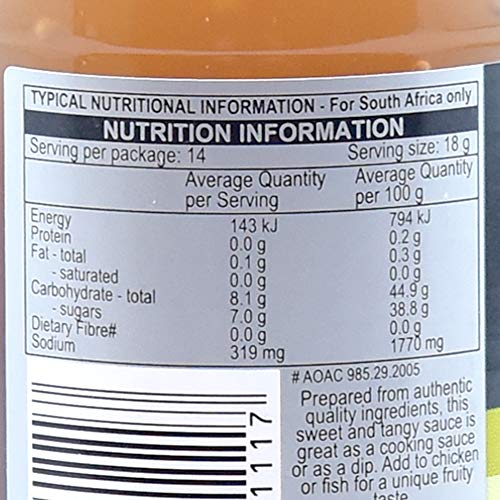 TYPICAL NUTRITIONAL INFORMATION - For South Africa only
NUTRITION INFORMATION
Serving per package: 14 Serving size: 18 g
Average Quantity per Serving Average Quantity per 100 g
Energy 143 kJ 794 kJ
Protein 0.0 g 0.2 g
Fat - total 0.1 g 0.3 g
- saturated 0.0 g 0.0 g
Carbohydrate - total 8.1 g 44.9 g
- sugars 7.0 g 38.8 g
Dietary Fibre# 0.0 g 0.0 g
Sodium 319 mg 1770 mg
# AOAC 985.29.2005
Prepared from authentic
quality ingredients, this
sweet and tangy sauce is
great as a cooking sauce
or as a dip. Add to chicken
or fish for a unique fruity
taste
1117